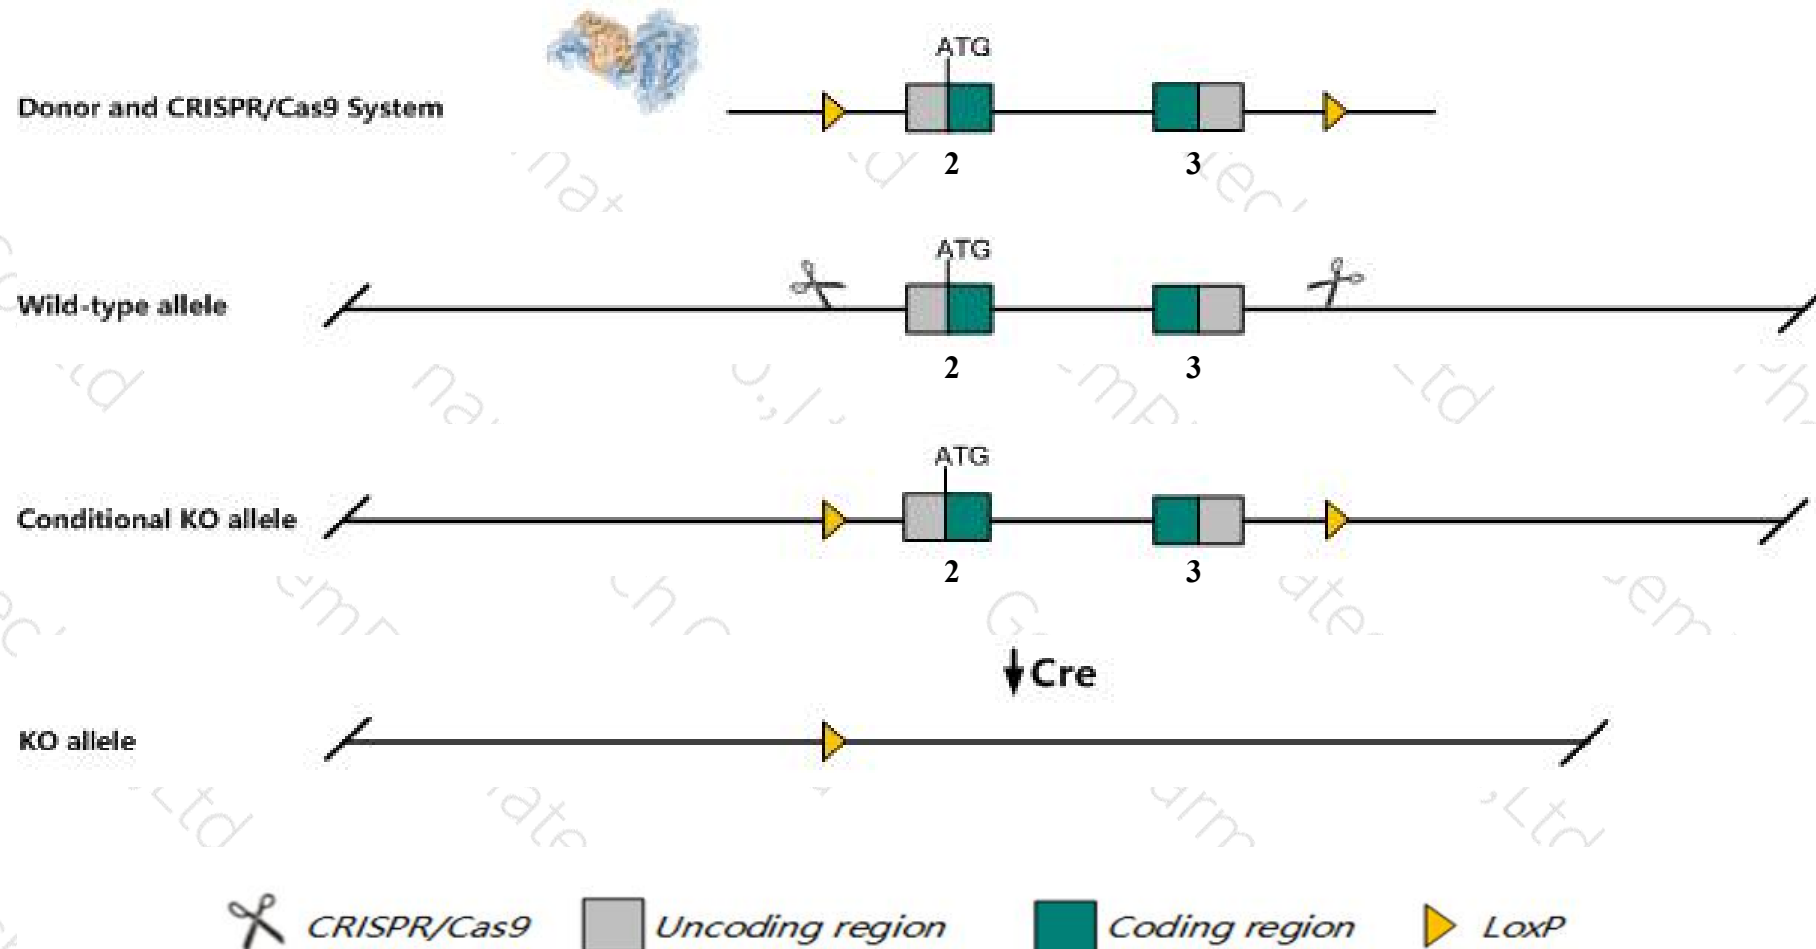 ATG
Donor and CRISPR/Cas9 System
2 3
ATG
Wild-type allele
2 3
ATG
Conditional KO allele
2 3
Cre
KO allele
CRISPR/Cas9 Uncoding region Coding region LoxP